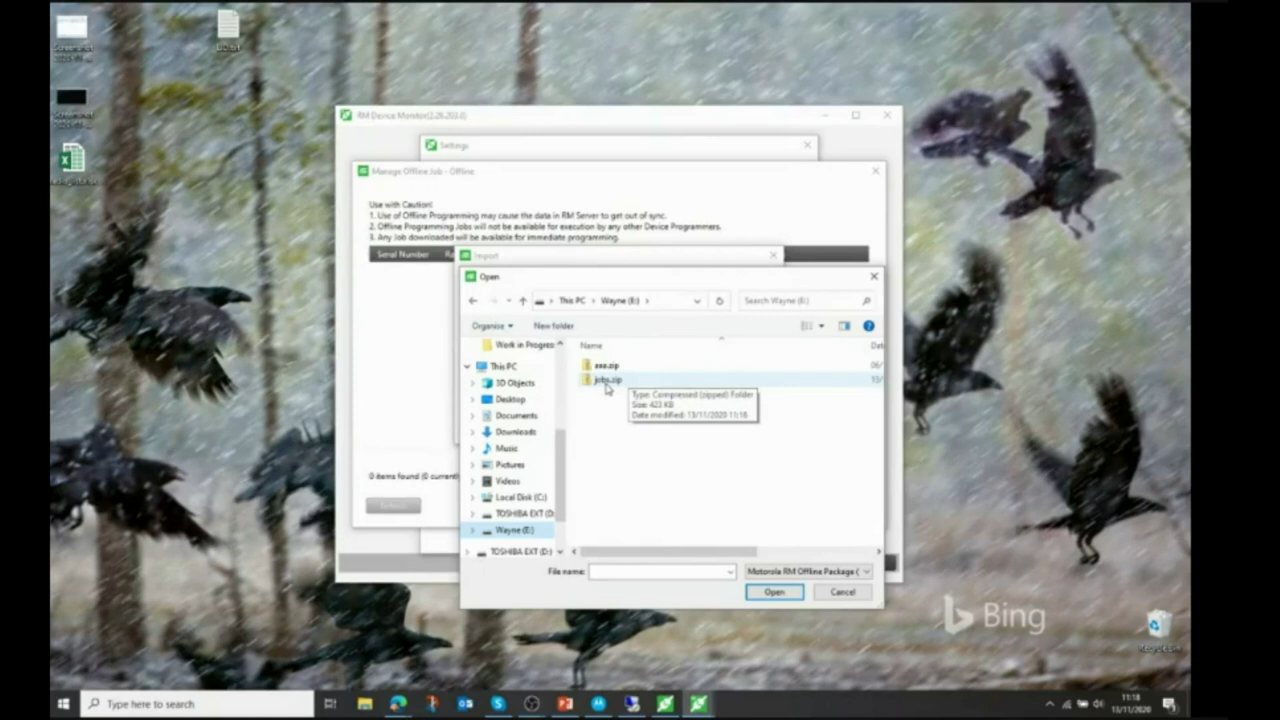 Screenshot
RM Device Monitor(2.26.203.0)
Settings
Manage Offline Job - Offline
Use with Caution!
1. Use of Offline Programming may cause the data in RM Server to get out of sync.
2. Offline Programming Jobs will not be available for execution by any other Device Programmers.
3. Any Job downloaded will be available for immediate programming.
Serial Number
Import
Open
This PC > Wayne (E:) >
Search Wayne (E:)
Organise
New folder
Name
Work in Progres
This PC
3D Objects
Desktop
Documents
Downloads
Music
Pictures
Videos
Local Disk (C:)
TOSHIBA EXT (D:
Wayne (E:)
TOSHIBA EXT (D:)
jobs.zip
Type: Compressed (zipped) Folder
Size: 423 KB
Date modified: 13/11/2020 11:18
0 items found (0 current
File name:
Motorola RM Offline Package (
Open
Cancel
Bing
Type here to search
11:18
13/11/2020